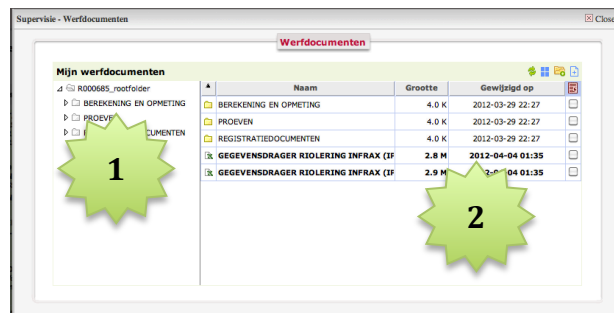 Supervisie - Werfdocumenten
Close
Werfdocumenten
Mijn werfdocumenten
R000685_rootfolder
BEREKENING EN OPMETING
PROEVEN
Naam Grootte Gewijzigd op
BEREKENING EN OPMETING 4.0 K 2012-03-29 22:27
PROEVEN 4.0 K 2012-03-29 22:27
REGISTRATIEDOCUMENTEN 4.0 K 2012-03-29 22:27
GEGEVENSDRAGER RIOLERING INFRAX (IF 2.8 M 2012-04-04 01:35
GEGEVENSDRAGER RIOLERING INFRAX (IF 2.9 M 2012-04-04 01:35
1
2